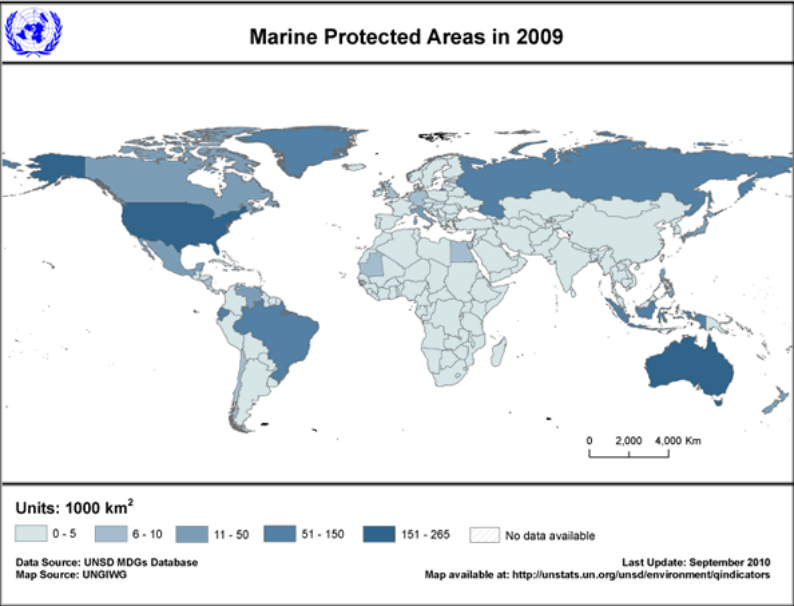 Marine Protected Areas in 2009
0 2,000 4,000 Km
Units: 1000 km²
0 - 5 6 - 10 11 - 50 51 - 150 151 - 265 No data available
Data Source: UNSD MDGs Database
Map Source: UNGIWG
Last Update: September 2010
Map available at: http://unstats.un.org/unsd/environment/qindicators